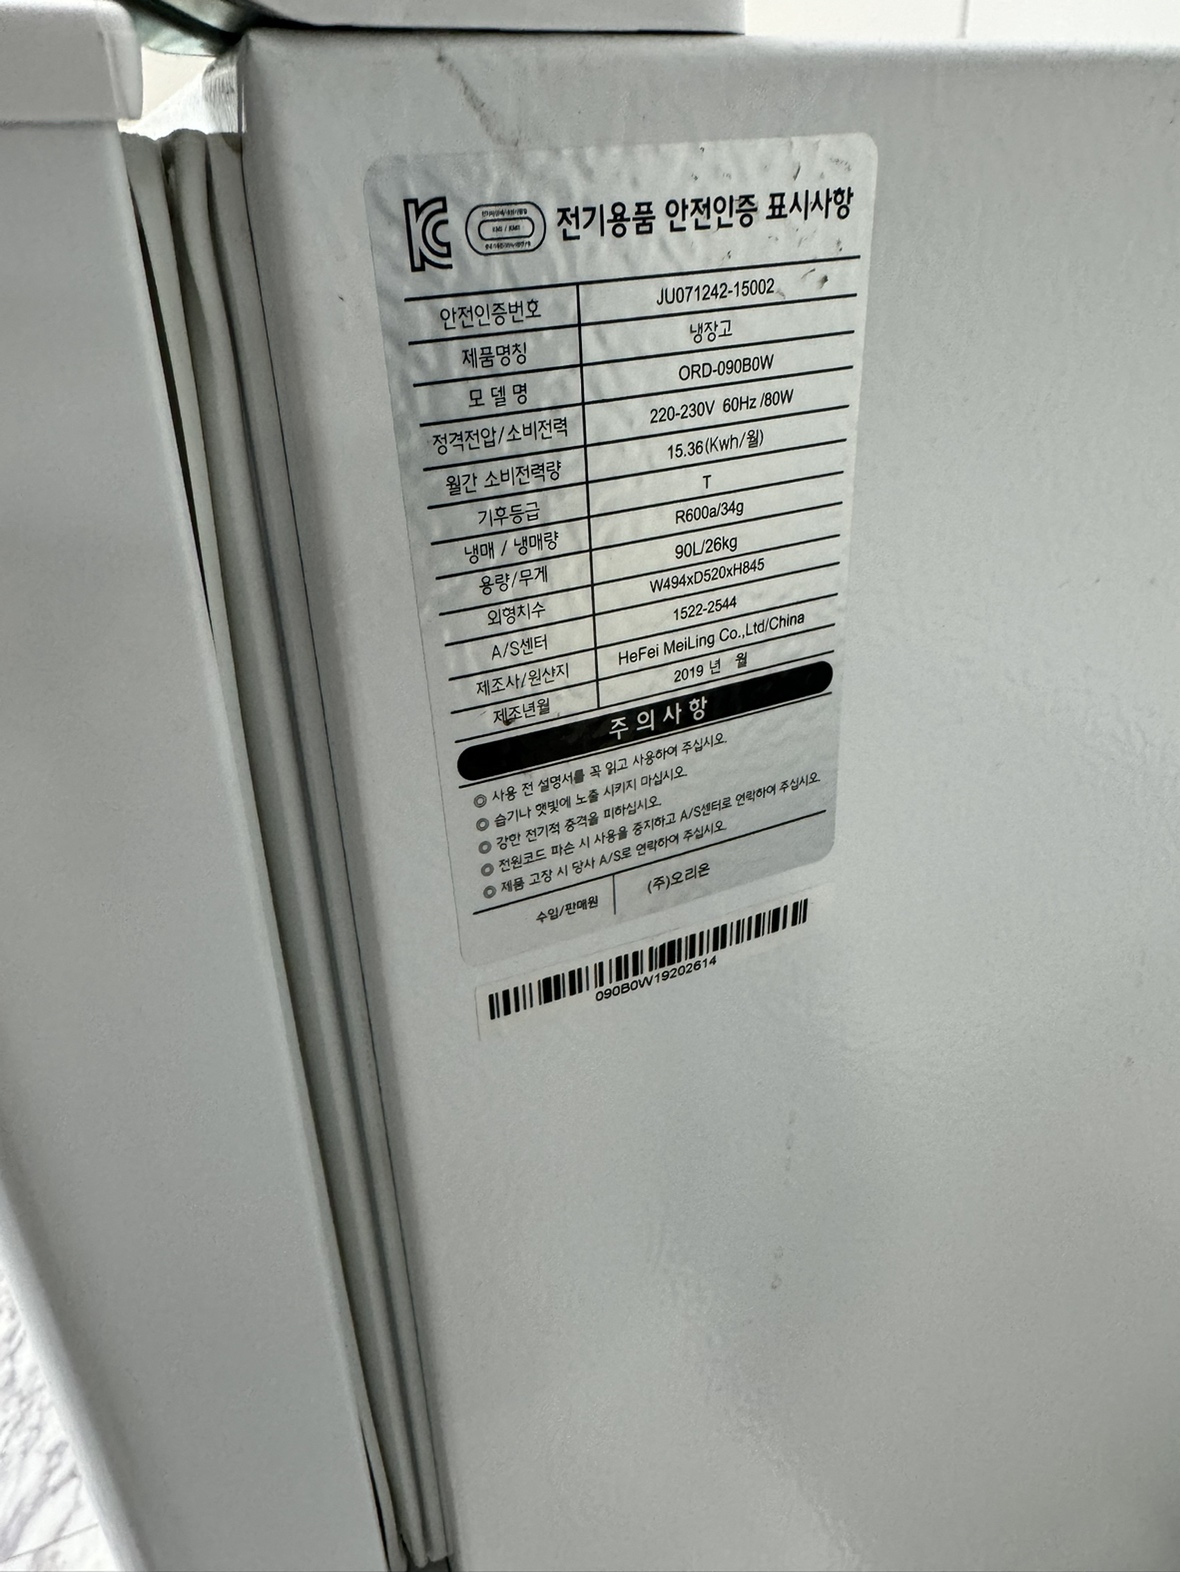 전기용품 안전인증 표시사항
안전인증번호 JU071242-15002
제품명칭 냉장고
모 델 명 ORD-090B0W
정격전압/소비전력 220-230V 60Hz /80W
월간 소비전력량 15.36(Kwh/월)
기후등급 T
냉매 / 냉매량 R600a/34g
용량/무게 90L/26kg
외형치수 W494xD520xH845
A/S센터 1522-2544
제조사/원산지 HeFei MeiLing Co.,Ltd/China
제조년월 2019 년 월
주 의 사 항
◎ 사용 전 설명서를 꼭 읽고 사용하여 주십시오.
◎ 습기나 햇빛에 노출 시키지 마십시오.
◎ 강한 전기적 충격을 피하십시오.
◎ 전원코드 파손 시 사용을 중지하고 A/S센터로 연락하여 주십시오.
◎ 제품 고장 시 당사 A/S로 연락하여 주십시오.
수입/판매원 (주)오리온
090B0W19202614